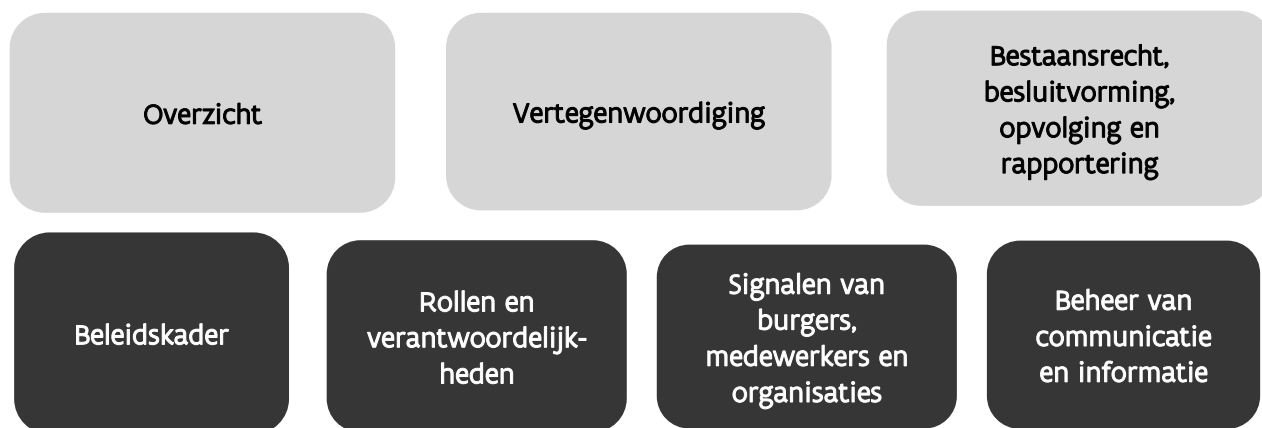 Overzicht
Vertegenwoordiging
Bestaansrecht,
besluitvorming,
opvolging en
rapportering
Beleidskader
Rollen en
verantwoordelijk-
heden
Signalen van
burgers,
medewerkers en
organisaties
Beheer van
communicatie
en informatie